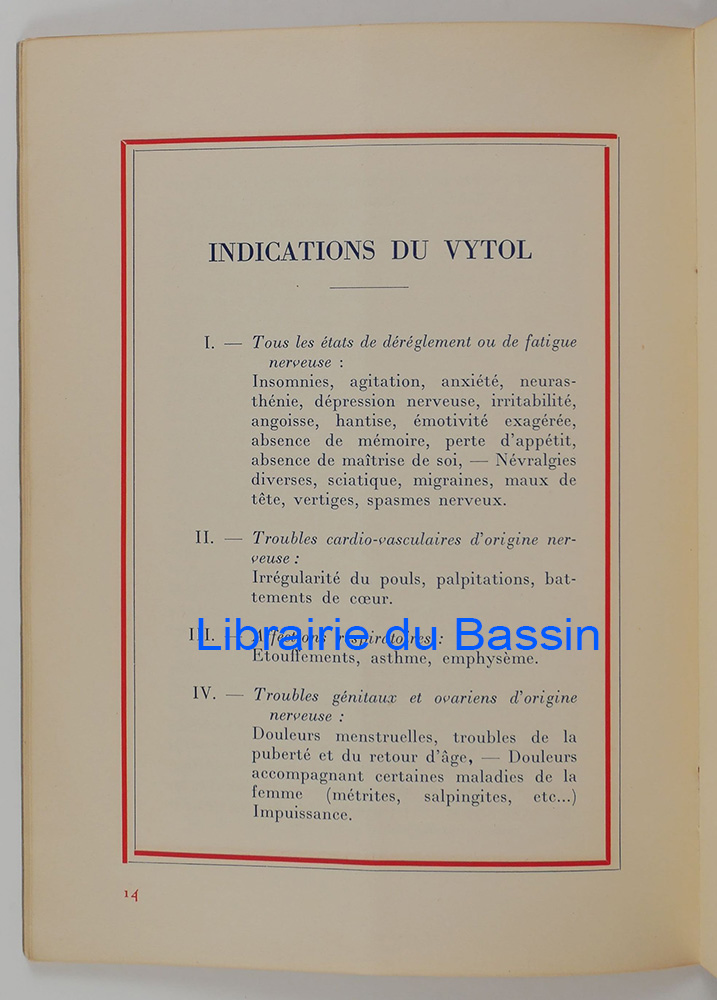 INDICATIONS DU VYTOL
I. — Tous les états de déréglement ou de fatigue
nerveuse :
Insomnies, agitation, anxiété, neuras-
thénie, dépression nerveuse, irritabilité,
angoisse, hantise, émotivité exagérée,
absence de mémoire, perte d'appétit,
absence de maîtrise de soi, — Névralgies
diverses, sciatique, migraines, maux de
tête, vertiges, spasmes nerveux.
II. — Troubles cardio-vasculaires d'origine ner-
veuse :
Irrégularité du pouls, palpitations, bat-
tements de cœur.
III. — Affections respiratoires :
Librairie du Bassin
Etouffements, asthme, emphysème.
IV. — Troubles génitaux et ovariens d'origine
nerveuse :
Douleurs menstruelles, troubles de la
puberté et du retour d'âge, — Douleurs
accompagnant certaines maladies de la
femme (métrites, salpingites, etc...)
Impuissance.
14